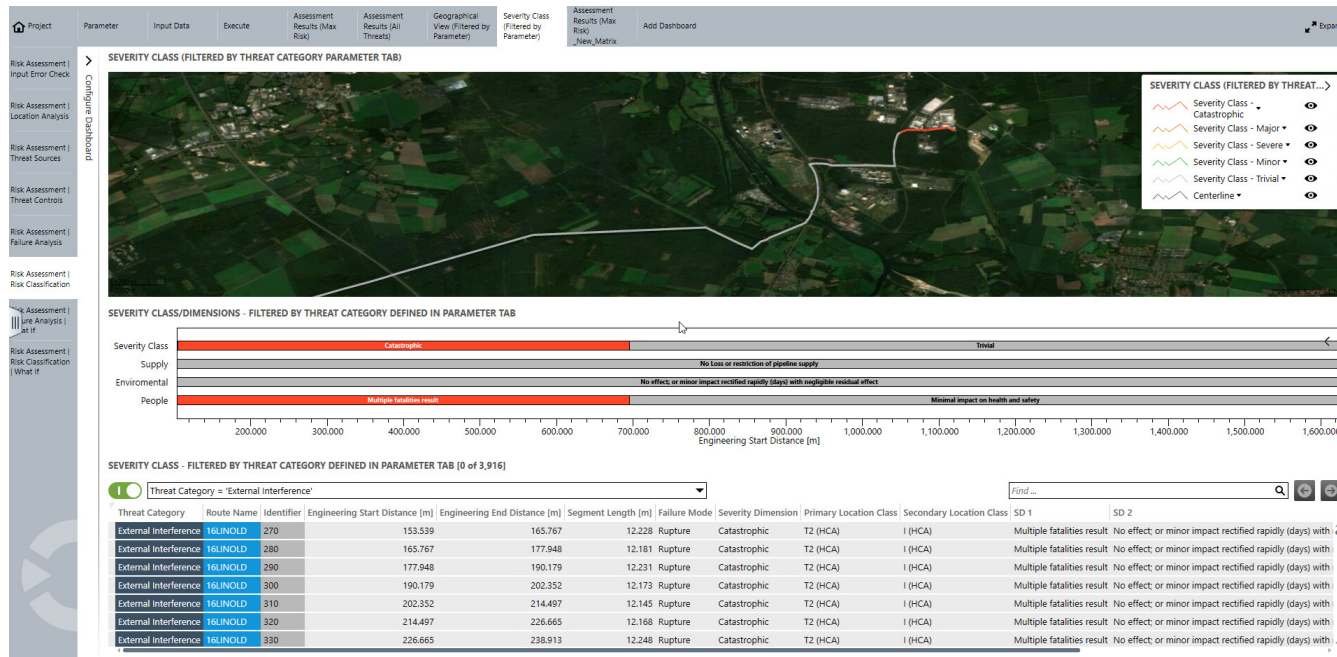 Project
Parameter
Input Data
Execute
Assessment
Results (Max
Risk)
Assessment
Results (All
Threats)
Geographical
View (Filtered by
Parameter)
Severity Class
(Filtered by
Parameter)
Assessment
Results (Max
Risk)
_New_Matrix
Add Dashboard
Risk Assessment |
Input Error Check
Risk Assessment |
Location Analysis
Risk Assessment |
Threat Sources
Risk Assessment |
Threat Controls
Risk Assessment |
Failure Analysis
Risk Assessment |
Risk Classification
Assessment |
ure Analysis |
at If
Risk Assessment |
Risk Classification
| What If
Configure Dashboard
SEVERITY CLASS (FILTERED BY THREAT CATEGORY PARAMETER TAB)
SEVERITY CLASS (FILTERED BY THREAT...
Severity Class -
Catastrophic
Severity Class - Major
Severity Class - Severe
Severity Class - Minor
Severity Class - Trivial
Centerline
SEVERITY CLASS/DIMENSIONS - FILTERED BY THREAT CATEGORY DEFINED IN PARAMETER TAB
Severity Class Catastrophic Trivial
Supply No Loss or restriction of pipeline supply
Enviromental No effect; or minor impact rectified rapidly (days) with negligible residual effect
People Multiple fatalities result Minimal impact on health and safety
200.000 300.000 400.000 500.000 600.000 700.000 800.000 900.000 1,000.000 1,100.000 1,200.000 1,300.000 1,400.000 1,500.000 1,600.00
Engineering Start Distance [m]
SEVERITY CLASS - FILTERED BY THREAT CATEGORY DEFINED IN PARAMETER TAB [0 of 3,916]
Threat Category = 'External Interference' Find ...
Threat Category Route Name Identifier Engineering Start Distance [m] Engineering End Distance [m] Segment Length [m] Failure Mode Severity Dimension Primary Location Class Secondary Location Class SD 1 SD 2
External Interference 16LINOLD 270 153.539 165.767 12.228 Rupture Catastrophic T2 (HCA) I (HCA) Multiple fatalities result No effect; or minor impact rectified rapidly (days) with
External Interference 16LINOLD 280 165.767 177.948 12.181 Rupture Catastrophic T2 (HCA) I (HCA) Multiple fatalities result No effect; or minor impact rectified rapidly (days) with
External Interference 16LINOLD 290 177.948 190.179 12.231 Rupture Catastrophic T2 (HCA) I (HCA) Multiple fatalities result No effect; or minor impact rectified rapidly (days) with
External Interference 16LINOLD 300 190.179 202.352 12.173 Rupture Catastrophic T2 (HCA) I (HCA) Multiple fatalities result No effect; or minor impact rectified rapidly (days) with
External Interference 16LINOLD 310 202.352 214.497 12.145 Rupture Catastrophic T2 (HCA) I (HCA) Multiple fatalities result No effect; or minor impact rectified rapidly (days) with
External Interference 16LINOLD 320 214.497 226.665 12.168 Rupture Catastrophic T2 (HCA) I (HCA) Multiple fatalities result No effect; or minor impact rectified rapidly (days) with
External Interference 16LINOLD 330 226.665 238.913 12.248 Rupture Catastrophic T2 (HCA) I (HCA) Multiple fatalities result No effect; or minor impact rectified rapidly (days) with